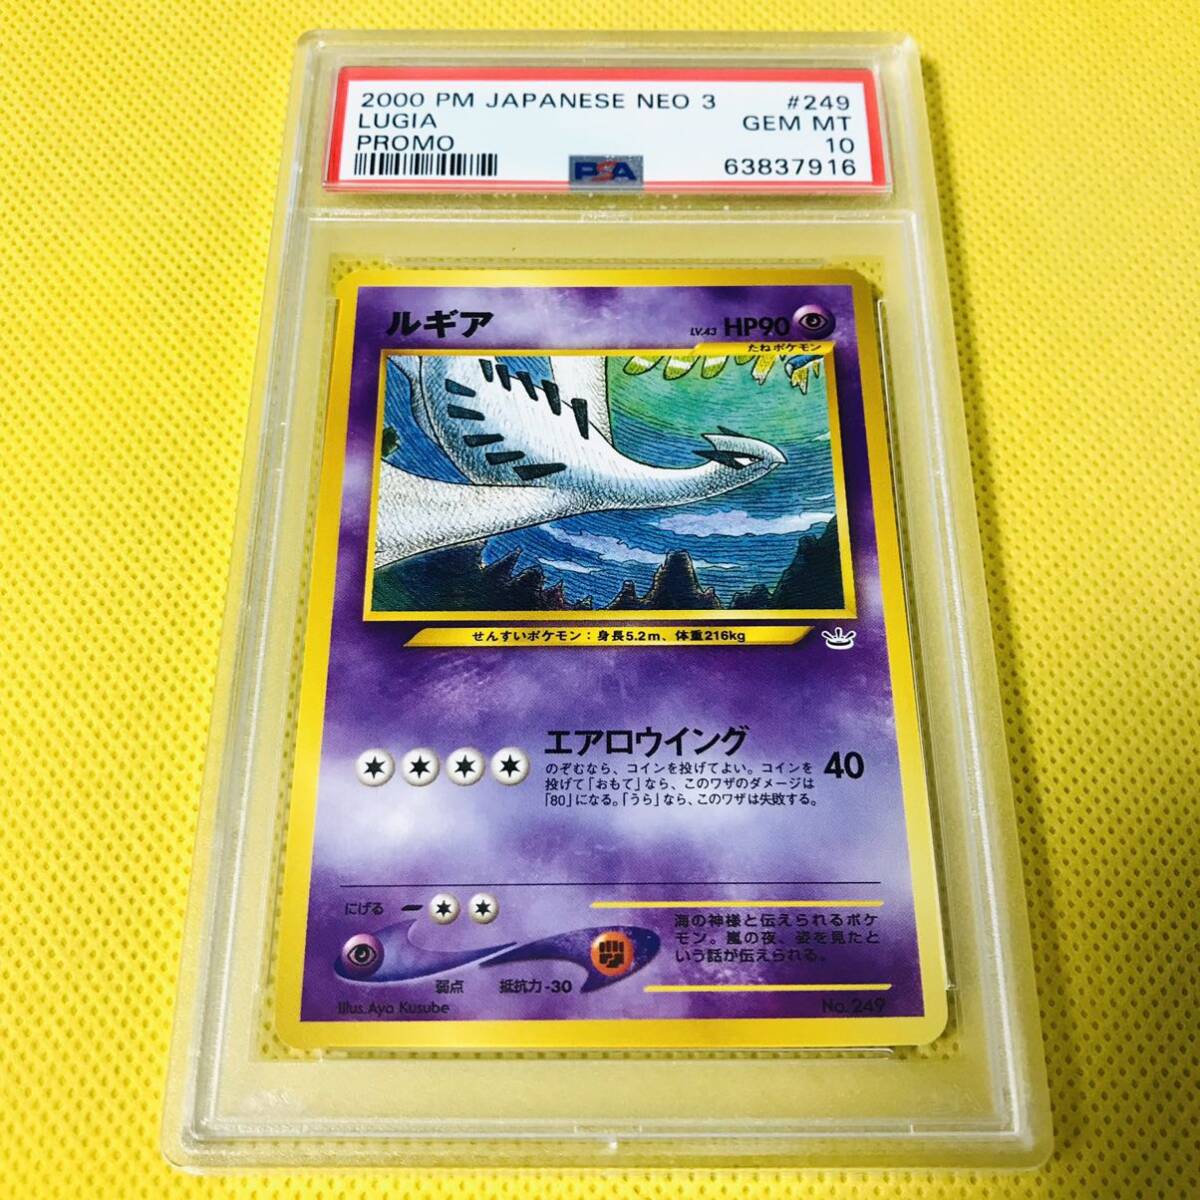 2000 PM JAPANESE NEO 3 #249
LUGIA GEM MT
PROMO 10
PSA 63837916
ルギア LV.43 HP90
たねポケモン
せんすいポケモン：身長5.2m、体重216kg
エアロウイング 40
のぞむなら、コインを投げてよい。コインを
投げて「おもて」なら、このワザのダメージは
「80」になる。「うら」なら、このワザは失敗する。
にげる
海の神様と伝えられるポケ
モン。嵐の夜、姿を見たと
いう話が伝えられる。
弱点 抵抗力 -30
Illus. Aya Kusube No. 249